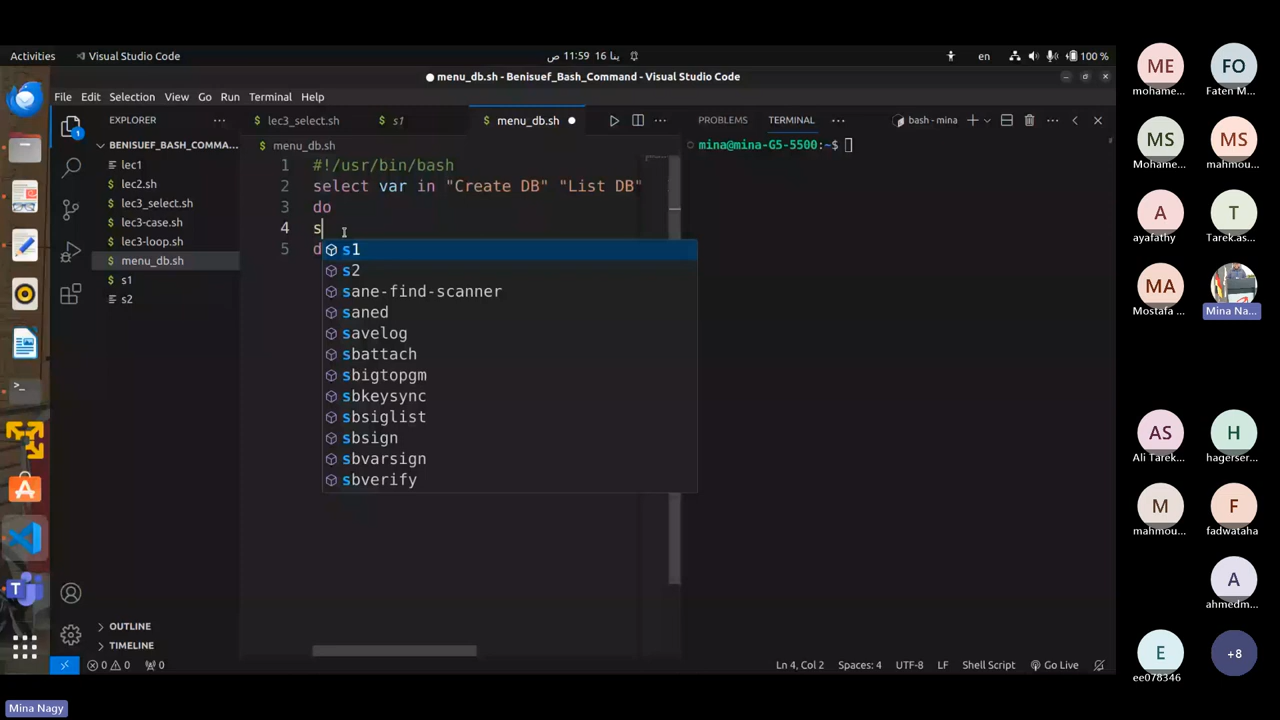 Activities
Visual Studio Code
11:59 ص
16 ينا
en
100 %
menu_db.sh - Benisuef_Bash_Command - Visual Studio Code
File Edit Selection View Go Run Terminal Help
EXPLORER
BENISUEF_BASH_COMMA...
lec1
lec2.sh
lec3_select.sh
lec3-case.sh
lec3-loop.sh
menu_db.sh
s1
s2
OUTLINE
TIMELINE
lec3_select.sh
s1
menu_db.sh
menu_db.sh
1 #!/usr/bin/bash
2 select var in "Create DB" "List DB"
3 do
4 s
5 d
s1
s2
sane-find-scanner
saned
savelog
sbattach
sbigtopgm
sbkeysync
sbsiglist
sbsign
sbvarsign
sbverify
PROBLEMS
TERMINAL
bash - mina
mina@mina-G5-5500:~$
1
0 0 0
Ln 4, Col 2
Spaces: 4
UTF-8
LF
Shell Script
Go Live
ME
mohame...
FO
Faten M...
MS
Mohame...
MS
mahmou...
A
ayafathy
T
Tarek.as...
MA
Mostafa ...
Mina Na...
AS
Ali Tarek...
H
hagerser...
M
mahmou...
F
fadwataha
A
ahmedm...
E
ee078346
+8
Mina Nagy